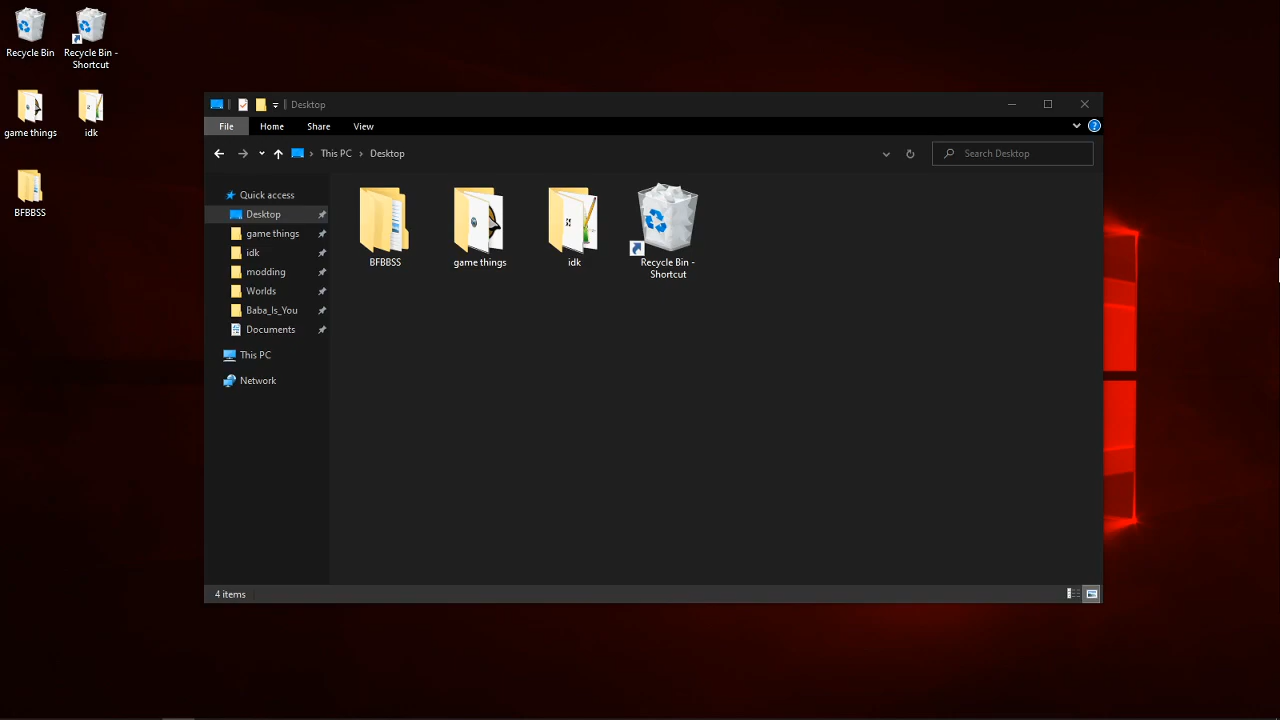 Recycle Bin
Recycle Bin -
Shortcut
game things
idk
BFBBSS
Desktop
File
Home
Share
View
This PC
Desktop
Search Desktop
Quick access
Desktop
game things
idk
modding
Worlds
Baba_Is_You
Documents
This PC
Network
BFBBSS
game things
idk
Recycle Bin -
Shortcut
4 items